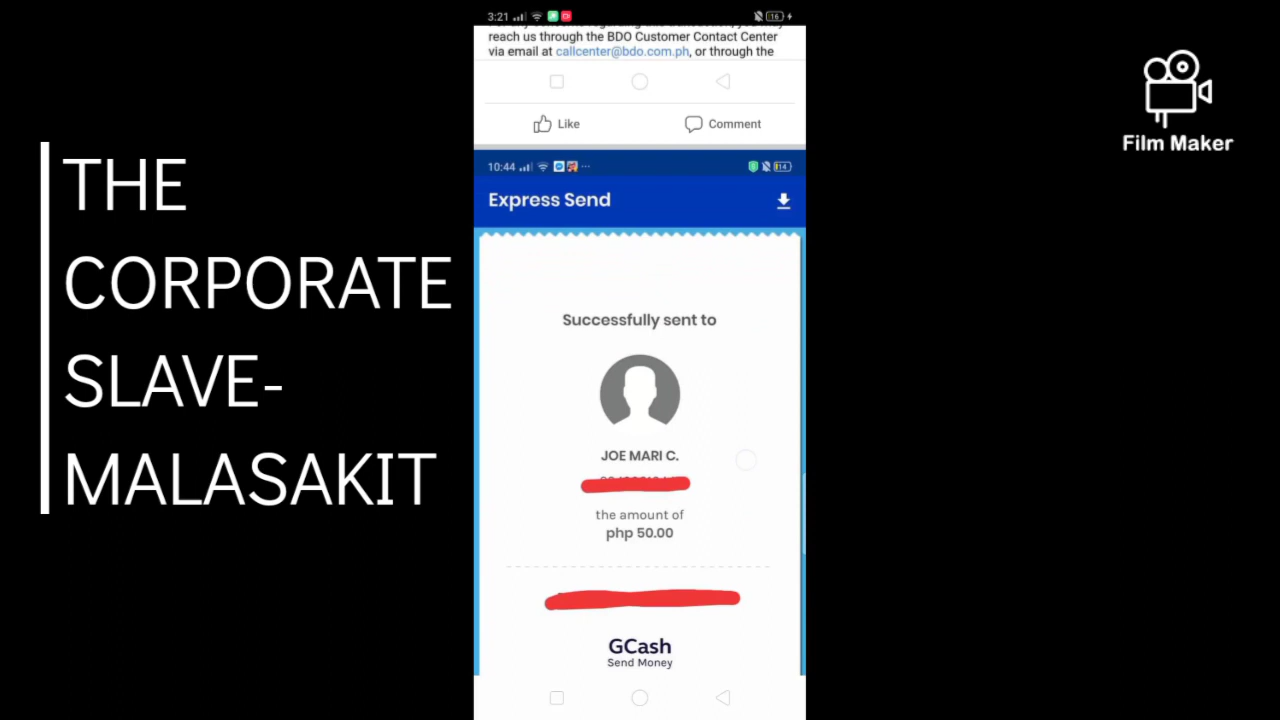 THE
CORPORATE
SLAVE-
MALASAKIT
3:21
16
reach us through the BDO Customer Contact Center
via email at callcenter@bdo.com.ph, or through the
Like
Comment
10:44
14
Express Send
Successfully sent to
JOE MARI C.
the amount of
php 50.00
GCash
Send Money
Film Maker